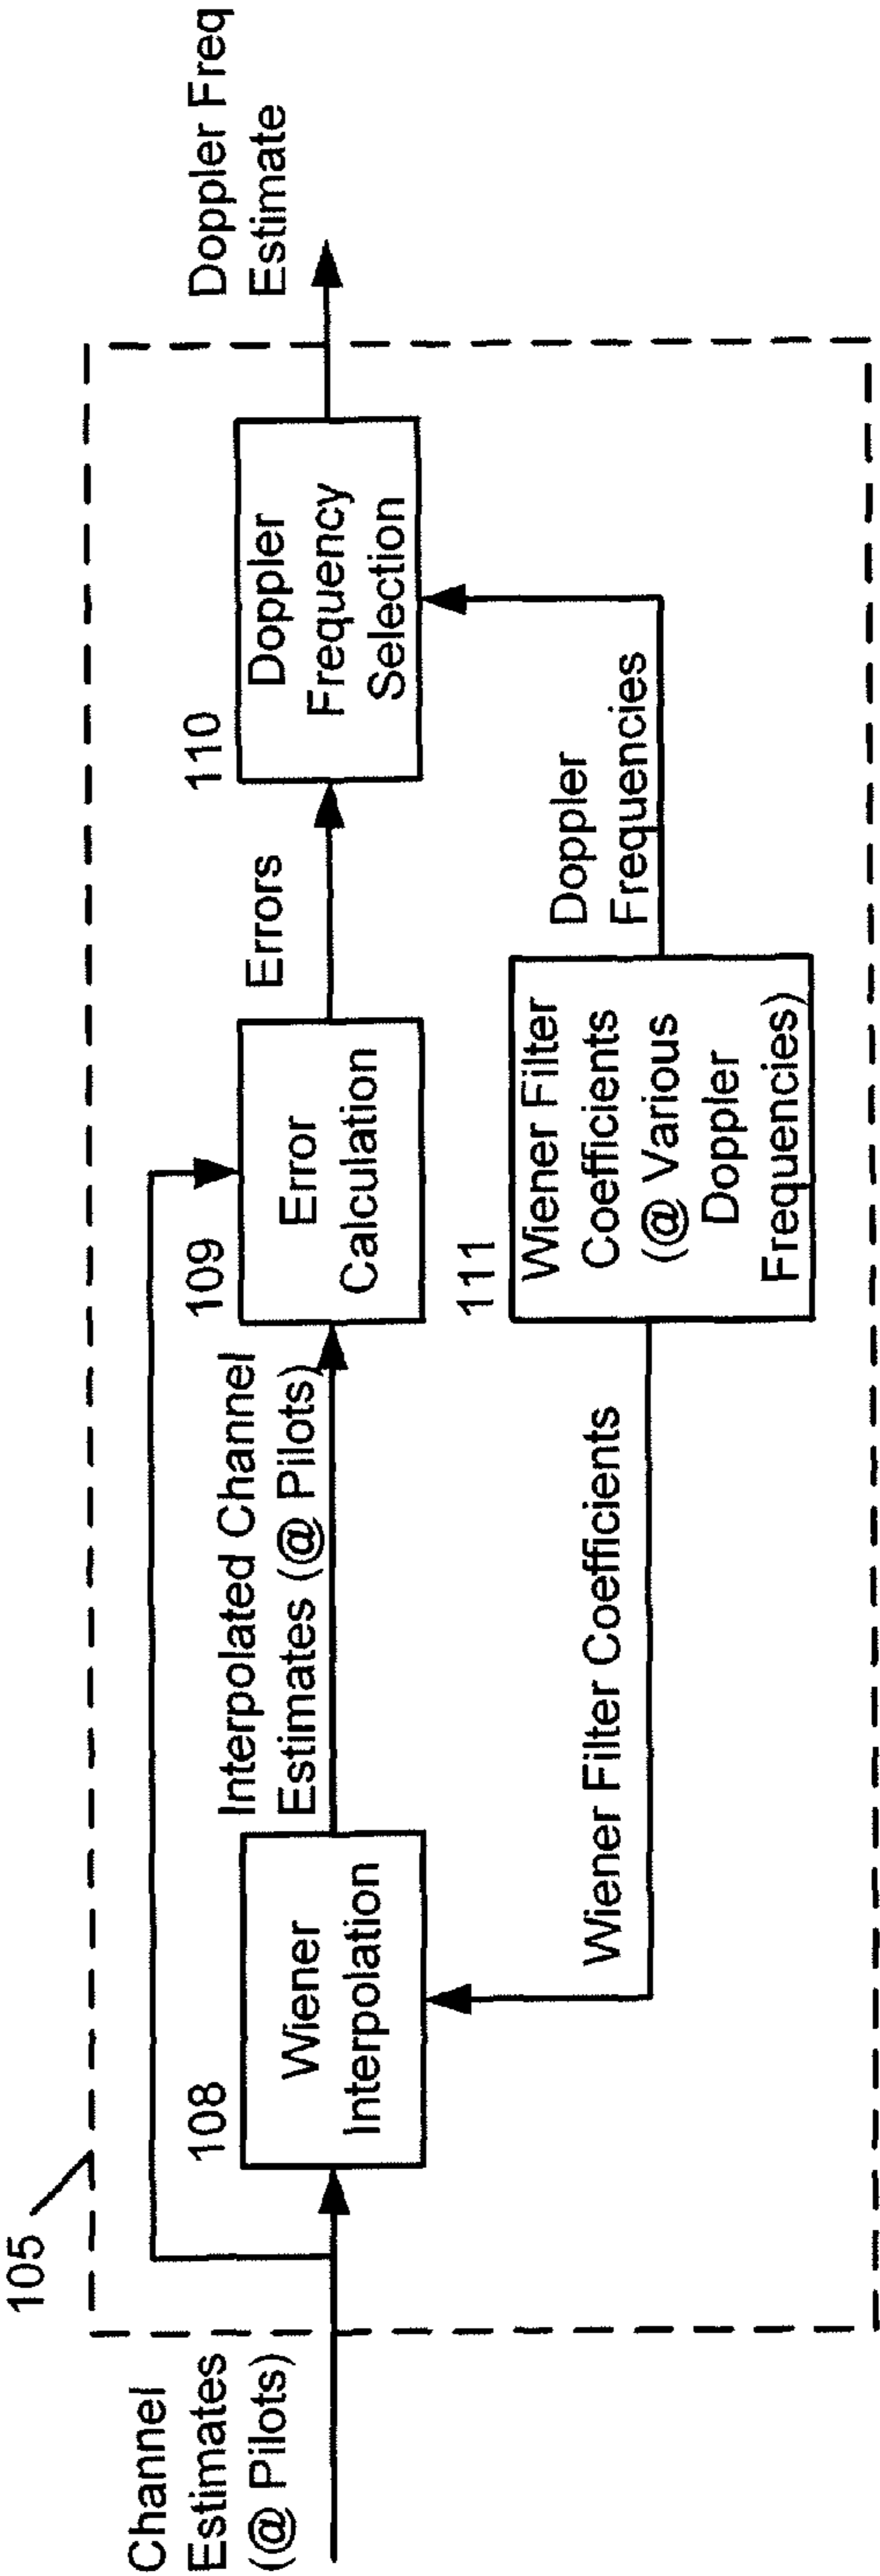 105
Channel
Estimates
(@ Pilots)
108
Wiener
Interpolation
Interpolated Channel
Estimates (@ Pilots)
109
Error
Calculation
Errors
110
Doppler
Frequency
Selection
Doppler Freq
Estimate
Wiener Filter Coefficients
111
Wiener Filter
Coefficients
(@ Various
Doppler
Frequencies)
Doppler
Frequencies